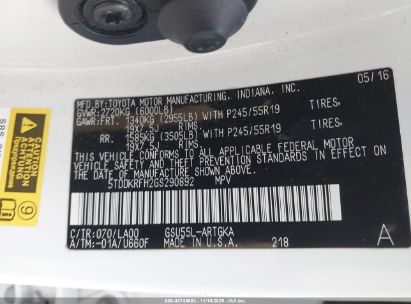 05/16
MFD.BY:TOYOTA MOTOR MANUFACTURING, INDIANA, INC.
GVWR:2720KG (6000LB)
GAWR:FRT. 1340KG (2955LB) WITH P245/55R19 TIRES.
19X7.5J RIMS
RR. 1585KG (3505LB) WITH P245/55R19 TIRES.
19X7.5J RIMS
THIS VEHICLE CONFORMS TO ALL APPLICABLE FEDERAL MOTOR
VEHICLE SAFETY AND THEFT PREVENTION STANDARDS IN
EFFECT ON THE DATE OF MANUFACTURE SHOWN ABOVE.
5TDDKRFH2GS290892 MPV
C/TR:070/LA00 GSU55L-ARTGKA A
A/TM:-01A/U660F MADE IN U.S.A. 218
SRS